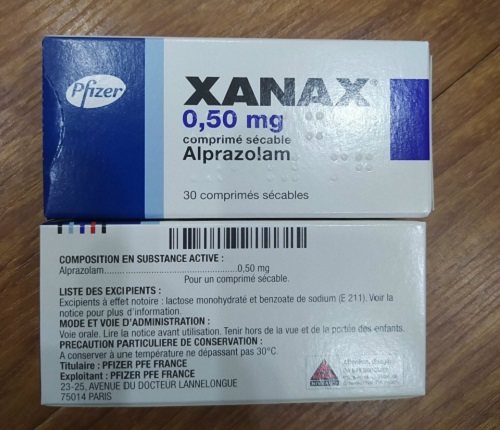 Pfizer
XANAX®
0,50 mg
comprimé sécable
Alprazolam
30 comprimés sécables
COMPOSITION EN SUBSTANCE ACTIVE :
Alprazolam..........................................0,50 mg
Pour un comprimé sécable.
LISTE DES EXCIPIENTS :
Excipients à effet notoire : lactose monohydraté et benzoate de sodium (E 211). Voir la
notice pour plus d'information.
MODE ET VOIE D'ADMINISTRATION :
Voie orale. Lire la notice avant utilisation. Tenir hors de la vue et de la portée des enfants.
PRECAUTION PARTICULIERE DE CONSERVATION :
A conserver à une température ne dépassant pas 30°C.
Titulaire : PFIZER PFE FRANCE
Exploitant : PFIZER PFE FRANCE
23-25, AVENUE DU DOCTEUR LANNELONGUE
75014 PARIS